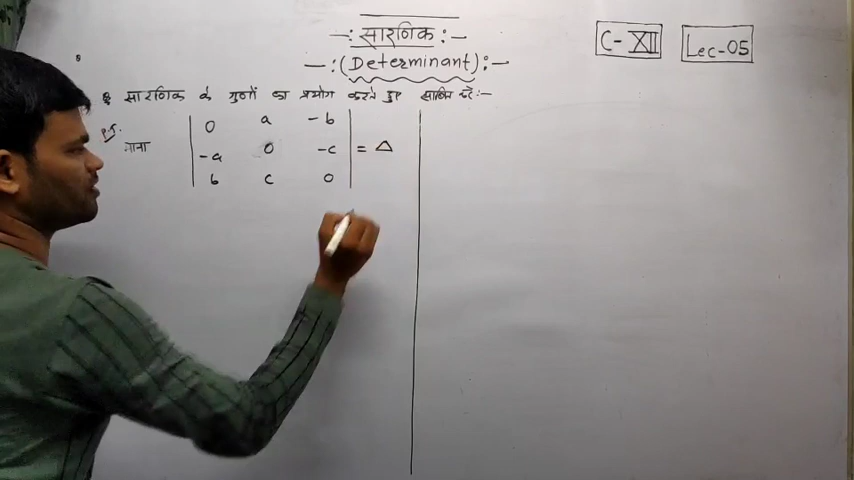 —: सारणिक :—
C- XII
Lec-05
—:(Determinant):—
सारणिक के गुणों का प्रयोग करते हुए साबित करें:-
माना
0 a -b
-a 0 -c = △
b c 0